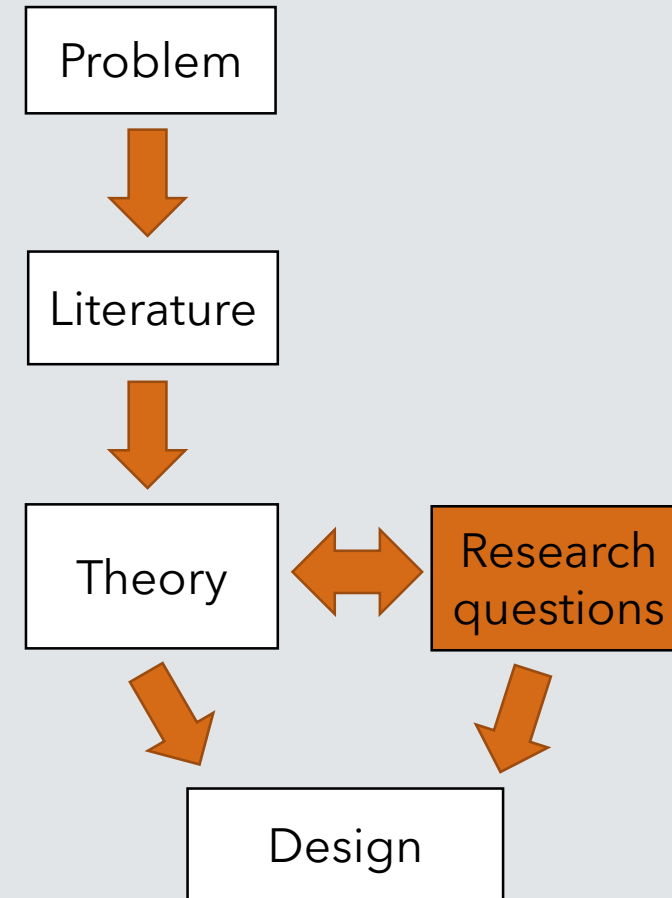 Problem
Literature
Theory
Research
questions
Design